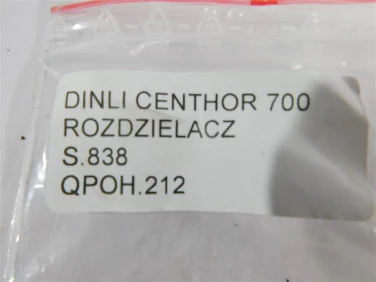 DINLI CENTHOR 700
ROZDZIELACZ
S.838
QPOH.212